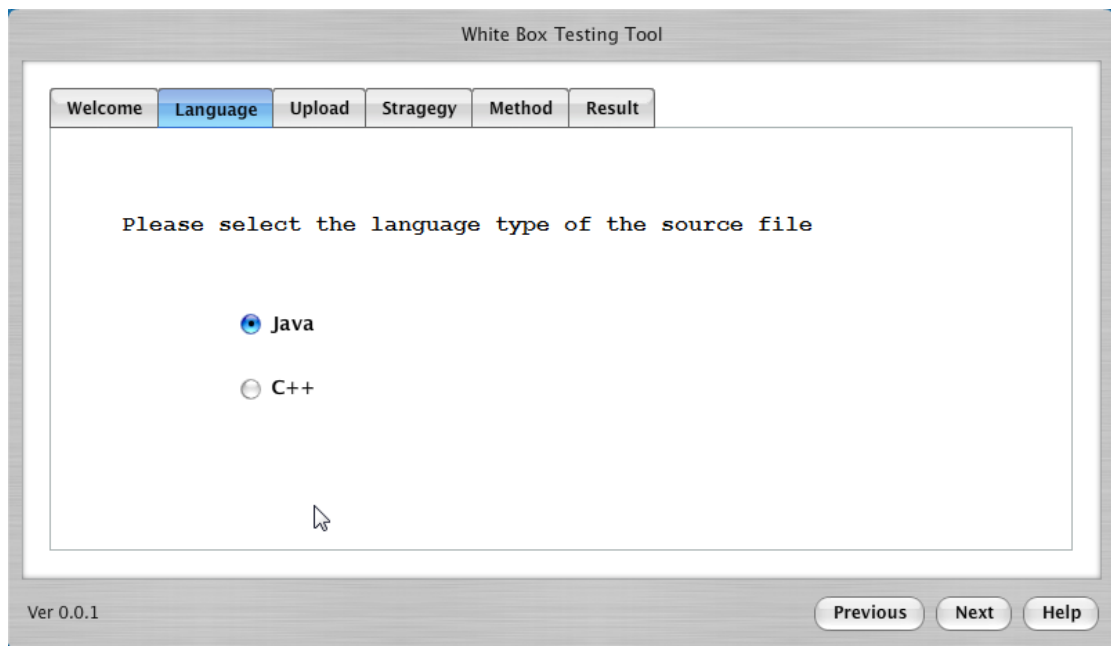 White Box Testing Tool
Welcome Language Upload Stragegy Method Result
Please select the language type of the source file
Java
C++
Ver 0.0.1 Previous Next Help